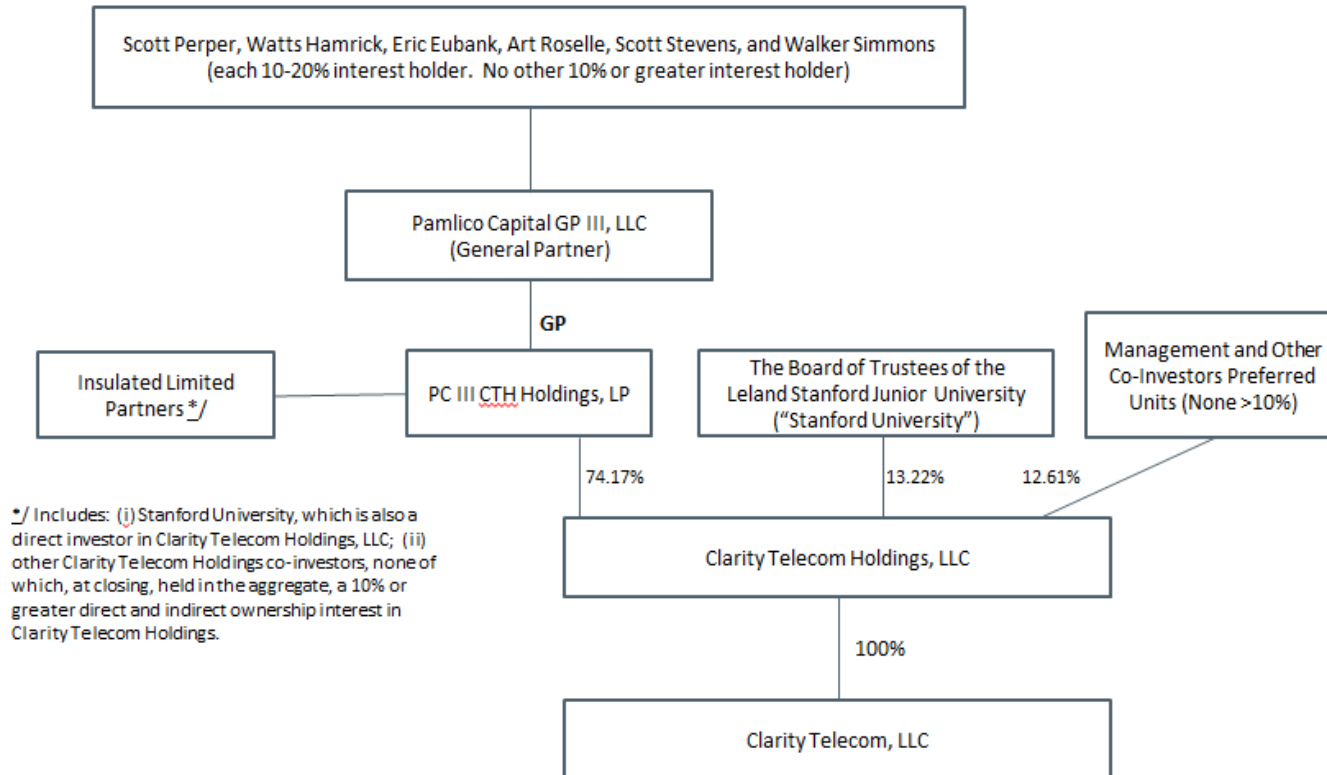 Scott Perper, Watts Hamrick, Eric Eubank, Art Roselle, Scott Stevens, and Walker Simmons
(each 10-20% interest holder.  No other 10% or greater interest holder)
Pamlico Capital GP III, LLC
(General Partner)
GP
Insulated Limited
Partners */
PC III CTH Holdings, LP
The Board of Trustees of the
Leland Stanford Junior University
(“Stanford University”)
Management and Other
Co-Investors Preferred
Units (None >10%)
74.17%
13.22%
12.61%
*/ Includes:  (i) Stanford University, which is also a
direct investor in Clarity Telecom Holdings, LLC;  (ii)
other Clarity Telecom Holdings co-investors, none of
which, at closing, held in the aggregate, a 10% or
greater direct and indirect ownership interest in
Clarity Telecom Holdings.
Clarity Telecom Holdings, LLC
100%
Clarity Telecom, LLC